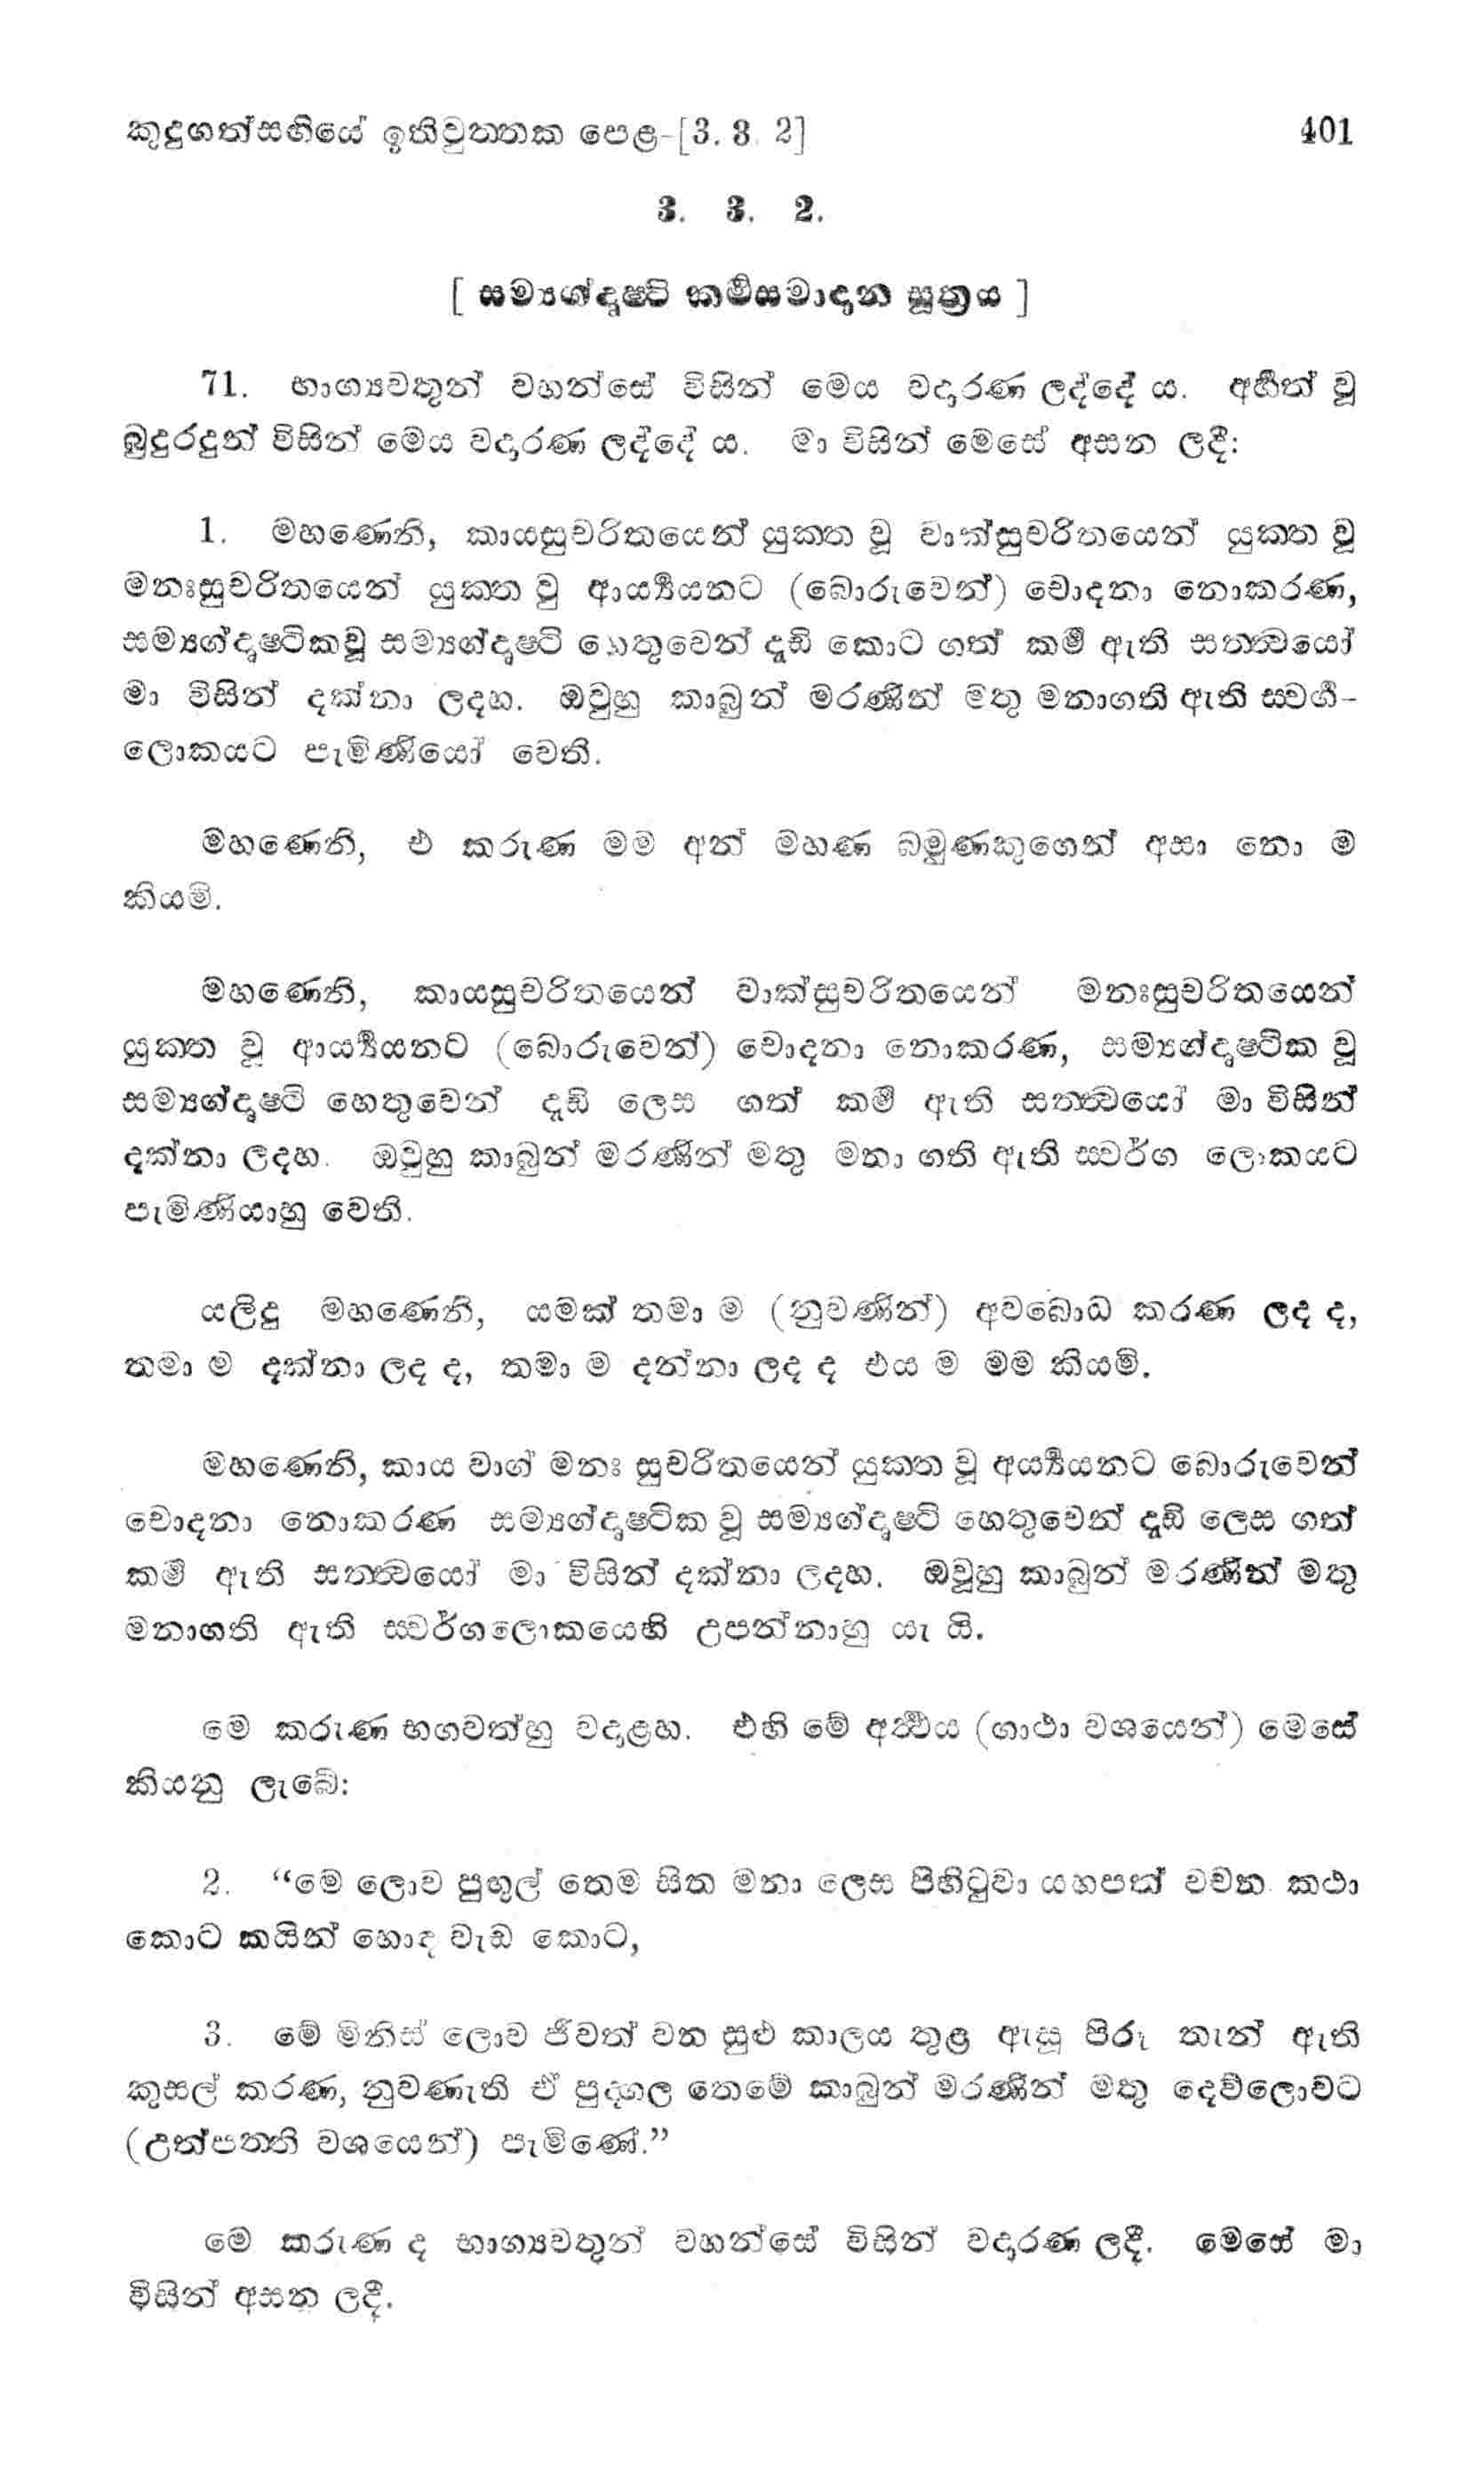 කුදුගත්සඟියේ ඉතිවුත්තක පෙළ-[3. 3. 2] 401
3. 3. 2.
[ සම්‍යග්දෘෂ්ටි කර්‍මසමාදාන සූත්‍රය ]
71. භාග්‍යවතුන් වහන්සේ විසින් මෙය වදාරණ ලද්දේ ය. අර්‍හත් වූ
බුදුරදුන් විසින් මෙය වදාරණ ලද්දේ ය. මා විසින් මෙසේ අසන ලදී:
1. මහණෙනි, කායසුචරිතයෙන් යුක්ත වූ වාක්සුචරිතයෙන් යුක්ත වූ
මනඃසුචරිතයෙන් යුක්ත වු ආර්‍ය්‍යයනට (බොරුවෙන්) චොදනා නොකරණ,
සම්‍යග්දෘෂ්ටිකවූ සම්‍යග්දෘෂ්ටි හෙතුවෙන් දැඩි කොට ගත් කර්‍ම ඇති සත්ත්‍වයෝ
මා විසින් දක්නා ලදහ. ඔවුහු කාබුන් මරණින් මතු මනාගති ඇති ස්වර්‍ග-
ලොකයට පැමිණියෝ වෙති.
මහණෙනි, එ කරුණ මම අන් මහණ බමුණකුගෙන් අසා නො ම
කියමි.
මහණෙනි, කායසුචරිතයෙන් වාක්සුචරිතයෙන් මනඃසුචරිතයෙන්
යුක්ත වූ ආර්‍ය්‍යයනට (බොරුවෙන්) චොදනා නොකරණ, සම්‍යග්දෘෂ්ටික වූ
සම්‍යග්දෘෂ්ටි හෙතුවෙන් දැඩි ලෙස ගත් කර්‍ම ඇති සත්ත්‍වයෝ මා විසින්
දක්නා ලදහ. ඔවුහු කාබුන් මරණින් මතු මනා ගති ඇති ස්වර්ග ලොකයට
පැමිණියාහු වෙති.
යලිදු මහණෙනි, යමක් තමා ම (නුවණින්) අවබොධ කරණ ලද ද,
තමා ම දක්නා ලද ද, තමා ම දන්නා ලද ද එය ම මම කියමි.
මහණෙනි, කාය වාග් මනඃ සුචරිතයෙන් යුක්ත වූ අර්‍ය්‍යයනට බොරුවෙන්
චොදනා නොකරණ සම්‍යග්දෘෂ්ටික වූ සම්‍යග්දෘෂ්ටි හෙතුවෙන් දැඩි ලෙස ගත්
කර්‍ම ඇති සත්ත්‍වයෝ මා විසින් දක්නා ලදහ. ඔවූහු කාබුන් මරණින් මතු
මනාගති ඇති ස්වර්ගලොකයෙහි උපන්නාහු යැ යි.
මෙ කරුණ භගවත්හු වදාළහ. එහි මේ අර්‍ථය (ගාථා වශයෙන්) මෙසේ
කියනු ලැබේ:
2. “මෙ ලොව පුඟුල් තෙම සිත මනා ලෙස පිහිටුවා යහපත් වචන කථා
කොට කයින් හොඳ වැඩ කොට,
3. මේ මිනිස් ලොව ජීවත් වන සුළු කාලය තුළ ඇසූ පිරූ තැන් ඇති
කුසල් කරණ, නුවණැති ඒ පුද්ගල තෙමේ කාබුන් මරණින් මතු දෙව්ලොවට
(උත්පත්ති වශයෙන්) පැමිණේ.”
මෙ කරුණ ද භාග්‍යවතුන් වහන්සේ විසින් වදාරණ ලදී. මෙසේ මා
විසින් අසන ලදී.